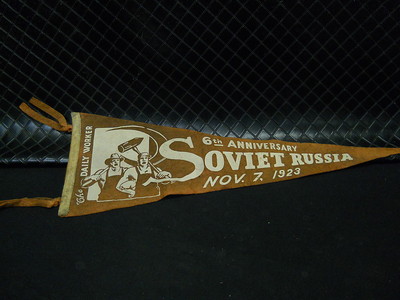 The
DAILY WORKER
6th ANNIVERSARY
SOVIET RUSSIA
NOV. 7. 1923